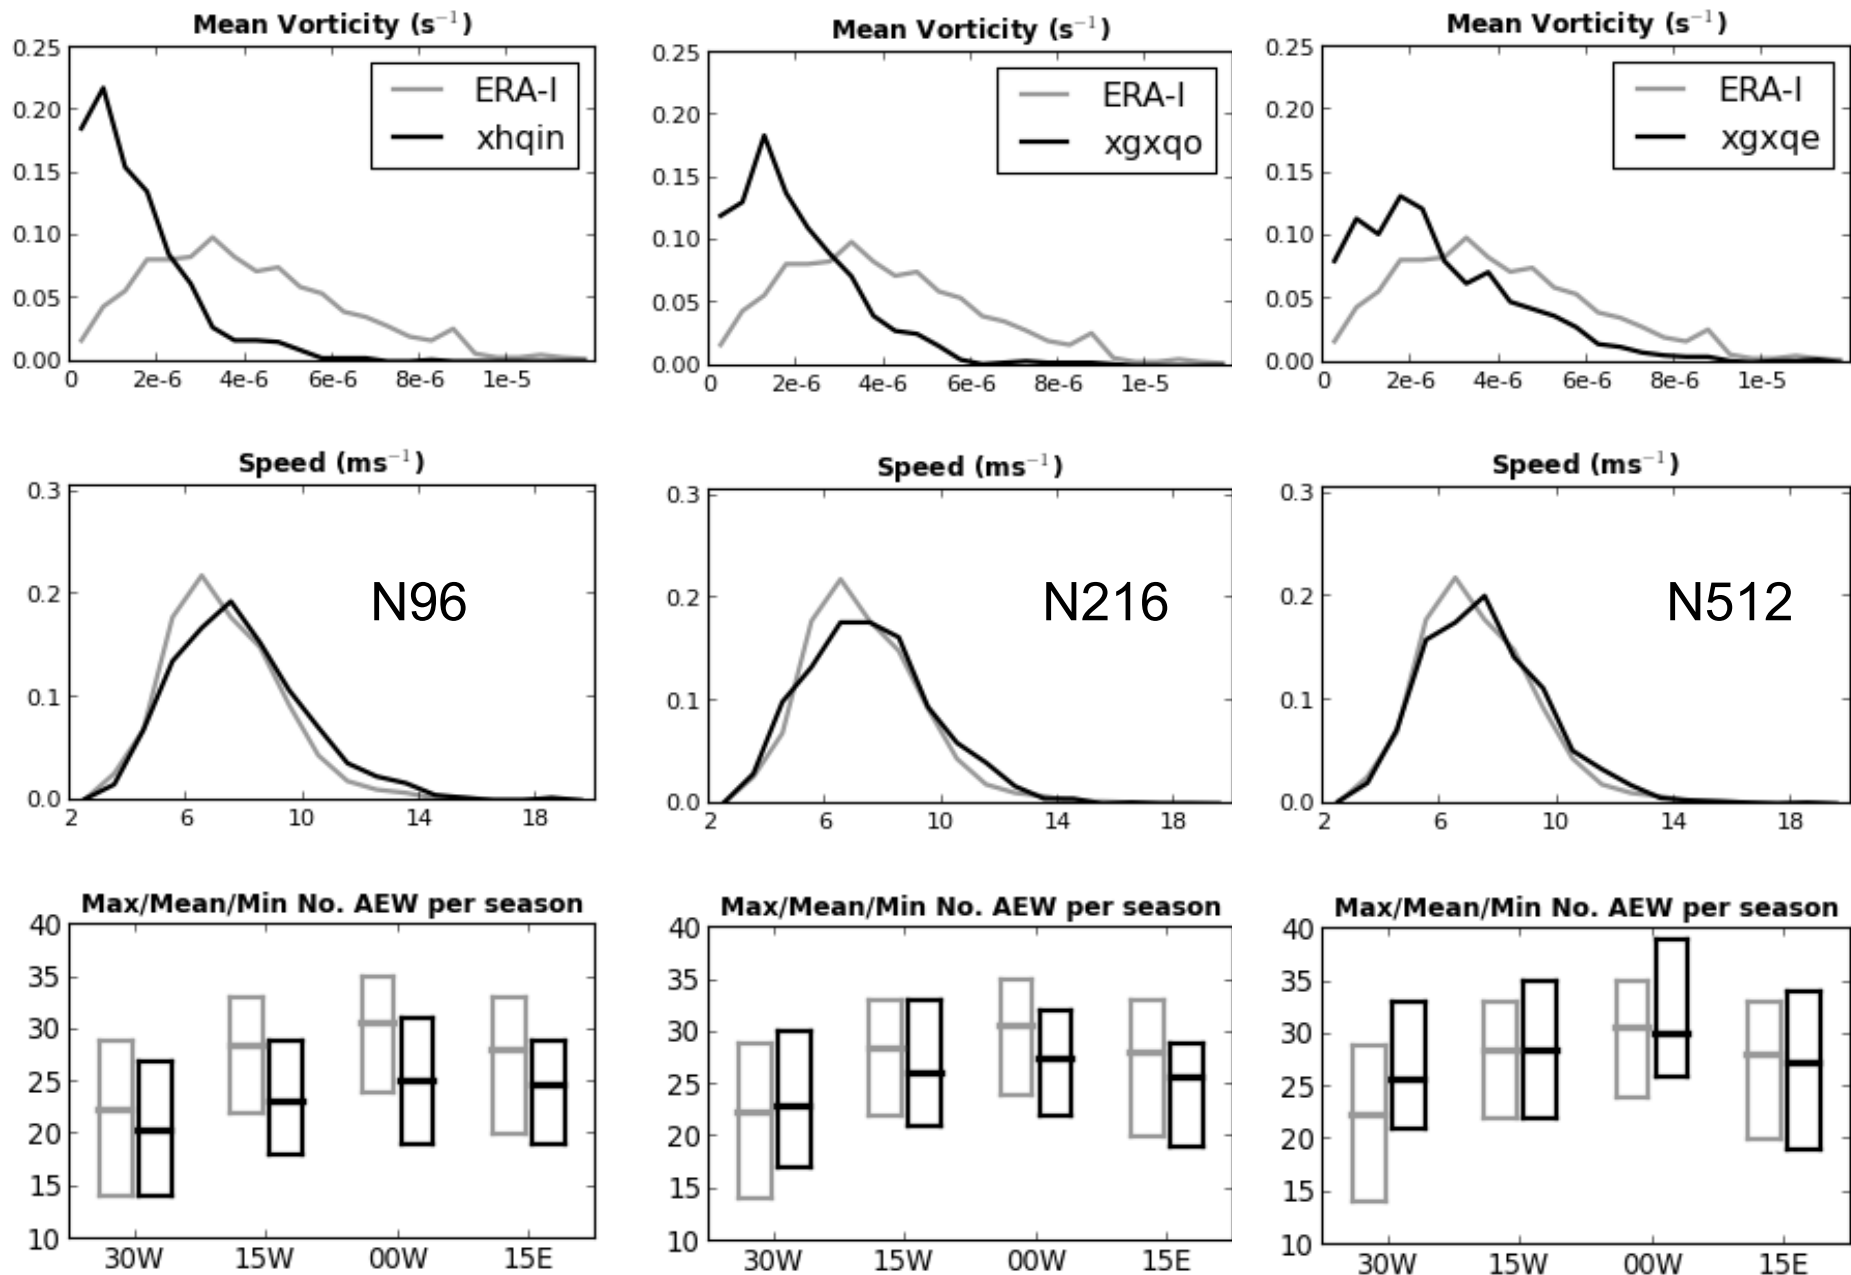 Mean Vorticity (s⁻¹)
0.25
0.20
0.15
0.10
0.05
0.00
ERA-I
xhqin
0 2e-6 4e-6 6e-6 8e-6 1e-5
Mean Vorticity (s⁻¹)
0.25
0.20
0.15
0.10
0.05
0.00
ERA-I
xgxqo
0 2e-6 4e-6 6e-6 8e-6 1e-5
Mean Vorticity (s⁻¹)
0.25
0.20
0.15
0.10
0.05
0.00
ERA-I
xgxqe
0 2e-6 4e-6 6e-6 8e-6 1e-5
Speed (ms⁻¹)
0.3
0.2
0.1
0.0
N96
2 6 10 14 18
Speed (ms⁻¹)
0.3
0.2
0.1
0.0
N216
2 6 10 14 18
Speed (ms⁻¹)
0.3
0.2
0.1
0.0
N512
2 6 10 14 18
Max/Mean/Min No. AEW per season
40
35
30
25
20
15
10
30W 15W 00W 15E
Max/Mean/Min No. AEW per season
40
35
30
25
20
15
10
30W 15W 00W 15E
Max/Mean/Min No. AEW per season
40
35
30
25
20
15
10
30W 15W 00W 15E